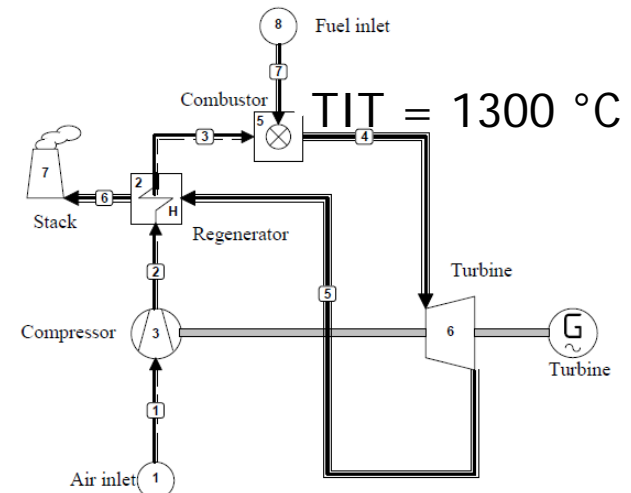 8 Fuel inlet
7
Combustor TIT = 1300 °C
5
3
4
7
2
6
H
Stack
Regenerator
2
Turbine
5
Compressor
3
6
G
Turbine
1
Air inlet 1